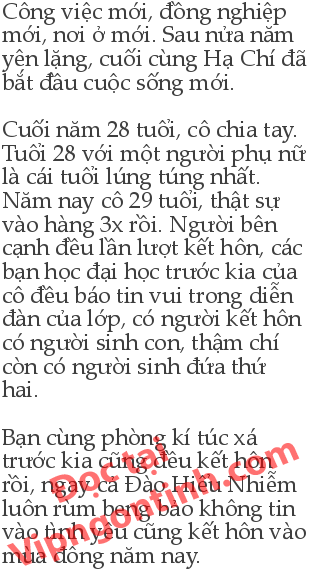 Công việc mới, đồng nghiệp
mới, nơi ở mới. Sau nửa năm
yên lặng, cuối cùng Hạ Chí đã
bắt đầu cuộc sống mới.
Cuối năm 28 tuổi, cô chia tay.
Tuổi 28 với một người phụ nữ
là cái tuổi lúng túng nhất.
Năm nay cô 29 tuổi, thật sự
vào hàng 3x rồi. Người bên
cạnh đều lần lượt kết hôn, các
bạn học đại học trước kia của
cô đều báo tin vui trong diễn
đàn của lớp, có người kết hôn
có người sinh con, thậm chí
còn có người sinh đứa thứ
hai.
Bạn cùng phòng kí túc xá
trước kia cũng đều kết hôn
rồi, ngay cả Đào Hiểu Nhiễm
luôn rùm beng bảo không tin
vào tình yêu cũng kết hôn vào
mùa đông năm nay.
Đọc tại
Vipngontinh.com